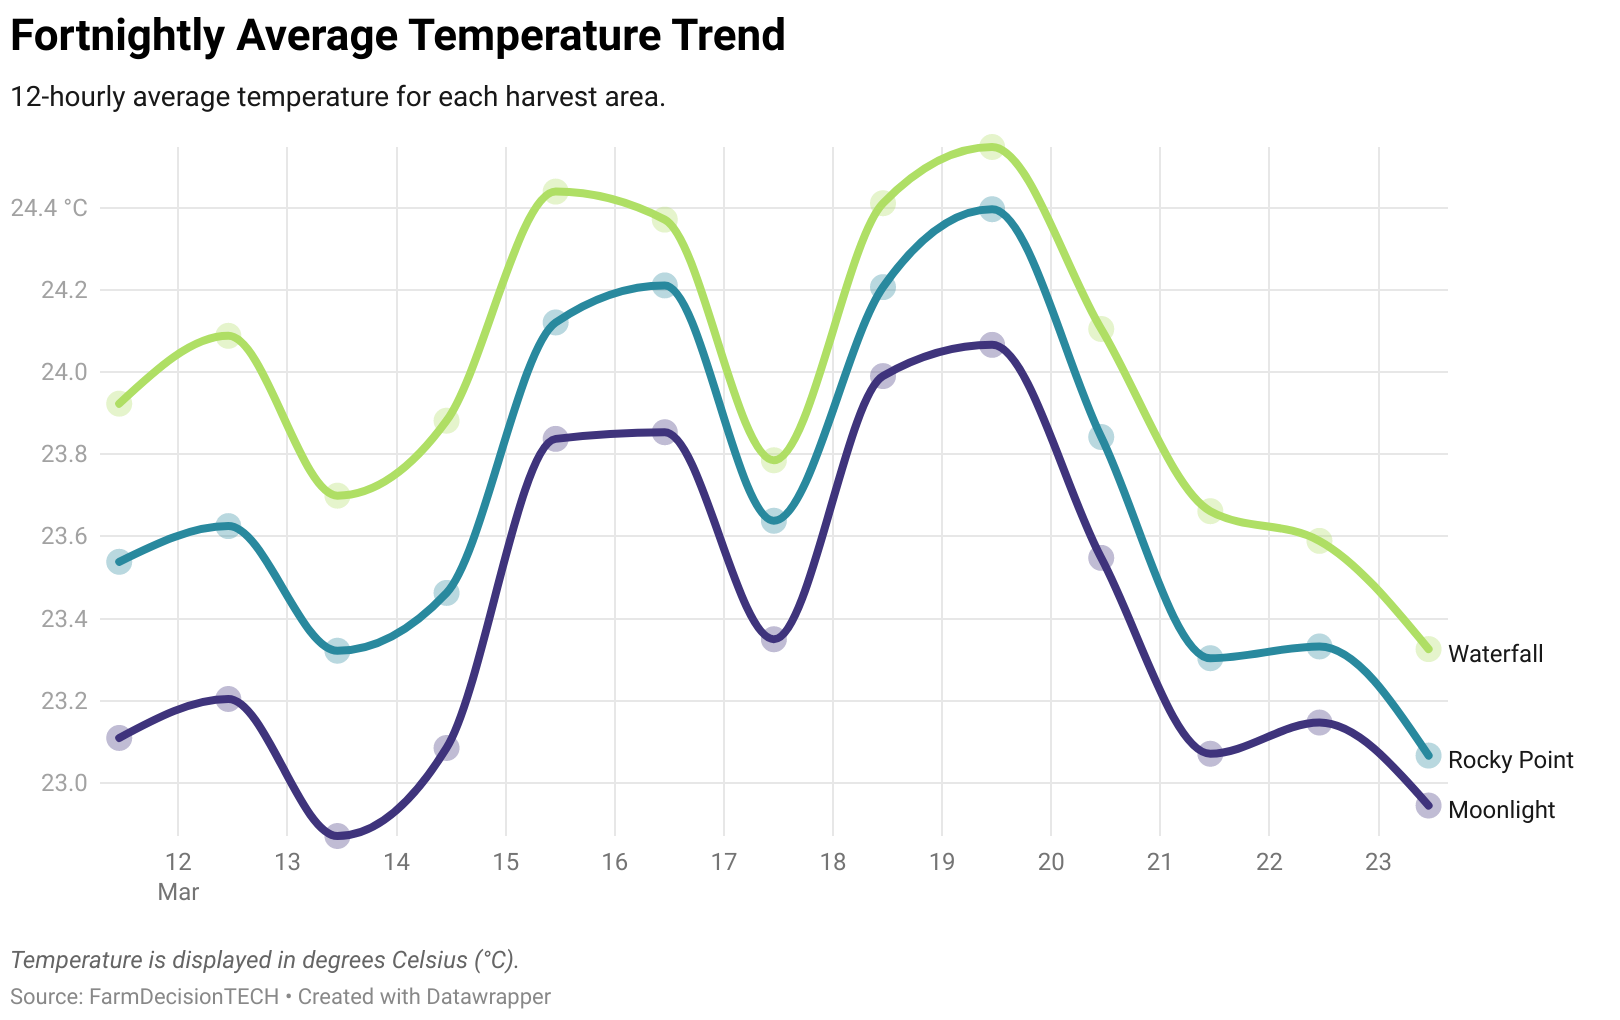 Fortnightly Average Temperature Trend
12-hourly average temperature for each harvest area.
24.4 °C
24.2
24.0
23.8
23.6
23.4
23.2
23.0
Waterfall
Rocky Point
Moonlight
12 13 14 15 16 17 18 19 20 21 22 23
Mar
Temperature is displayed in degrees Celsius (°C).
Source: FarmDecisionTECH • Created with Datawrapper